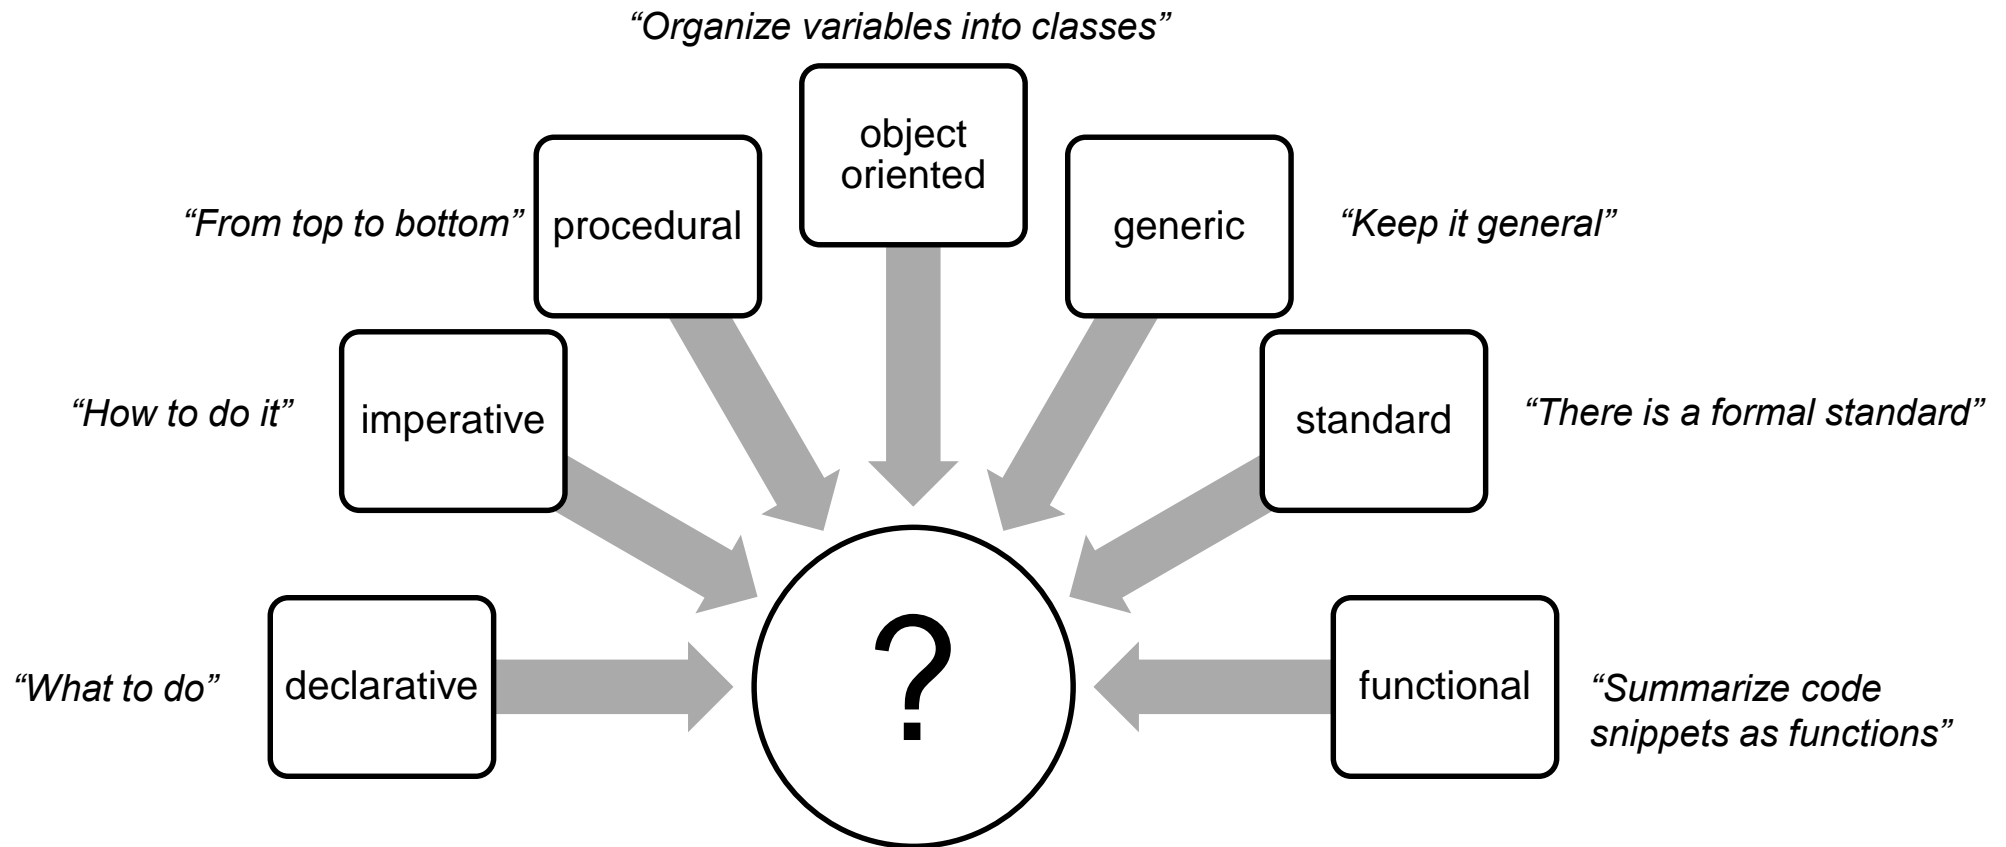 “Organize variables into classes”
object
oriented
“From top to bottom”
procedural
generic
“Keep it general”
“How to do it”
imperative
standard
“There is a formal standard”
“What to do”
declarative
?
functional
“Summarize code
snippets as functions”